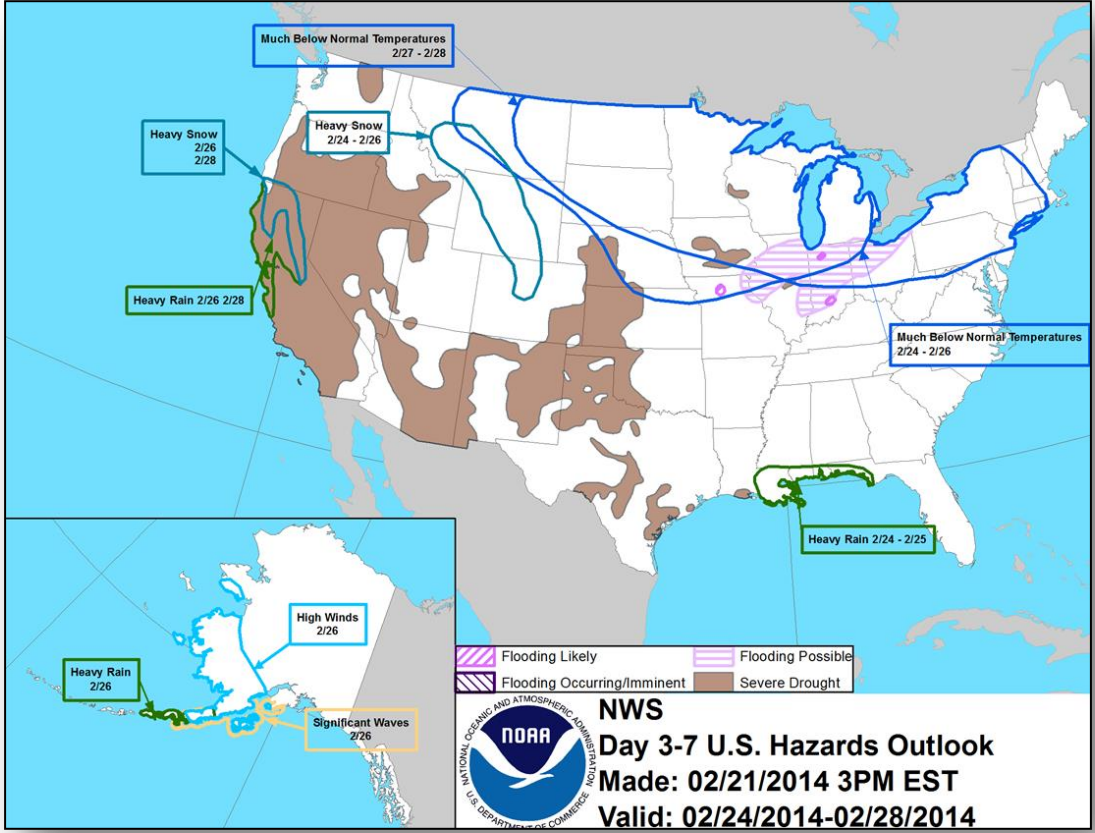 Much Below Normal Temperatures
2/27 - 2/28
Heavy Snow
2/24 - 2/26
Heavy Snow
2/26
2/28
Heavy Rain 2/26 2/28
Much Below Normal Temperatures
2/24 - 2/26
Heavy Rain 2/24 - 2/25
High Winds
2/26
Heavy Rain
2/26
Significant Waves
2/26
Flooding Likely
Flooding Possible
Flooding Occurring/Imminent
Severe Drought
NATIONAL OCEANIC AND ATMOSPHERIC ADMINISTRATION
NOAA
U.S. DEPARTMENT OF COMMERCE
NWS
Day 3-7 U.S. Hazards Outlook
Made: 02/21/2014 3PM EST
Valid: 02/24/2014-02/28/2014